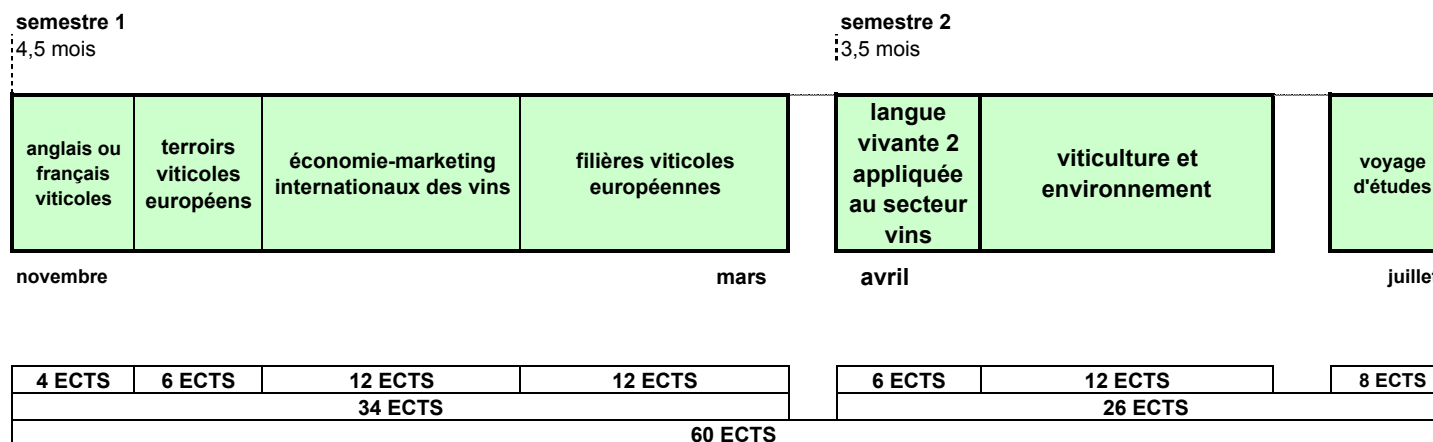 semestre 1
4,5 mois
semestre 2
3,5 mois
anglais ou
français
viticoles
terroirs
viticoles
européens
économie-marketing
internationaux des vins
filières viticoles
européennes
langue
vivante 2
appliquée
au secteur
vins
viticulture et
environnement
voyage
d'études
novembre
mars
avril
juillet
4 ECTS
6 ECTS
12 ECTS
12 ECTS
6 ECTS
12 ECTS
8 ECTS
34 ECTS
26 ECTS
60 ECTS